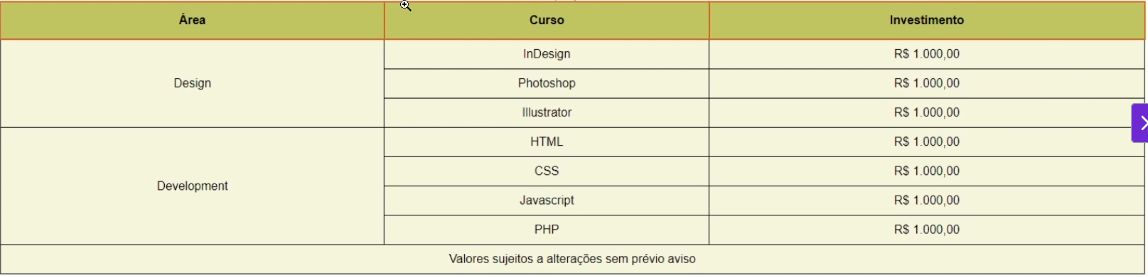 Área Curso Investimento
InDesign R$ 1.000,00
Design Photoshop R$ 1.000,00
Illustrator R$ 1.000,00
HTML R$ 1.000,00
CSS R$ 1.000,00
Development
Javascript R$ 1.000,00
PHP R$ 1.000,00
Valores sujeitos a alterações sem prévio aviso